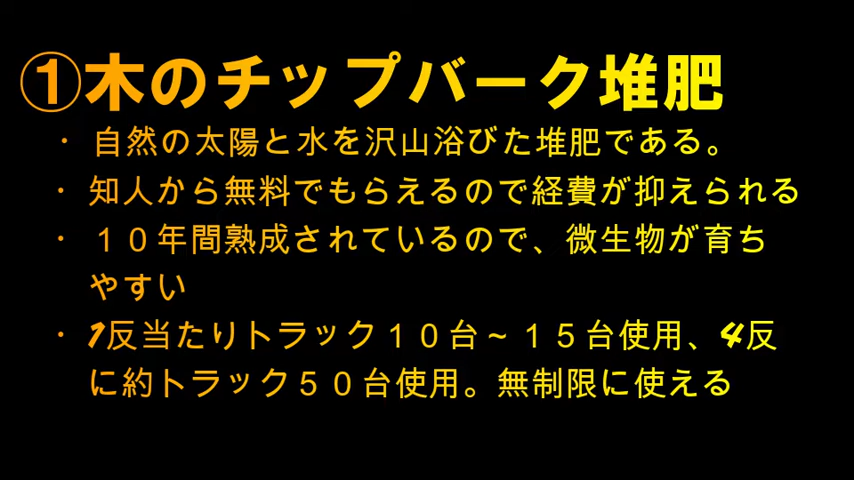 ①木のチップバーク堆肥
・自然の太陽と水を沢山浴びた堆肥である。
・知人から無料でもらえるので経費が抑えられる
・１０年間熟成されているので、微生物が育ち
やすい
・1反当たりトラック１０台～１５台使用、4反
に約トラック５０台使用。無制限に使える